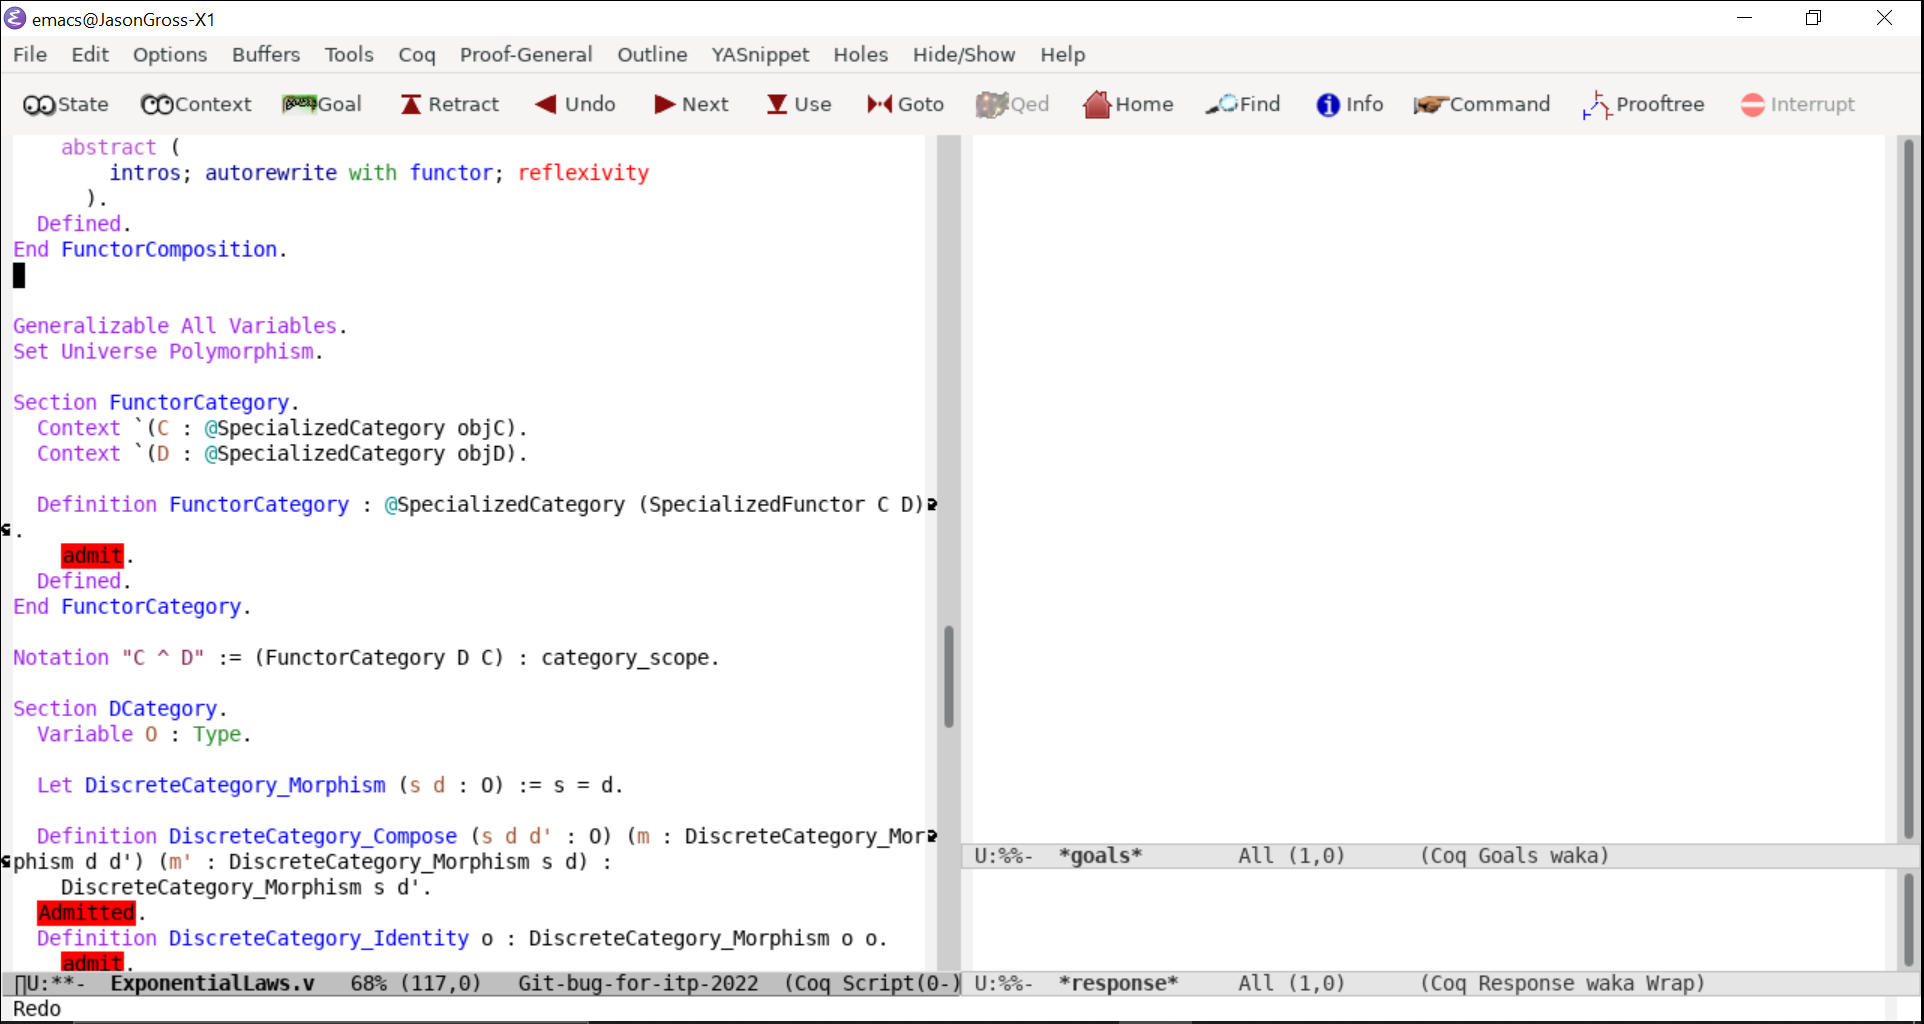 emacs@JasonGross-X1
File Edit Options Buffers Tools Coq Proof-General Outline YASnippet Holes Hide/Show Help
State Context Goal Retract Undo Next Use Goto Qed Home Find Info Command Prooftree Interrupt
abstract (
intros; autorewrite with functor; reflexivity
).
Defined.
End FunctorComposition.
Generalizable All Variables.
Set Universe Polymorphism.
Section FunctorCategory.
Context `(C : @SpecializedCategory objC).
Context `(D : @SpecializedCategory objD).
Definition FunctorCategory : @SpecializedCategory (SpecializedFunctor C D)
.
admit.
Defined.
End FunctorCategory.
Notation "C ^ D" := (FunctorCategory D C) : category_scope.
Section DCategory.
Variable O : Type.
Let DiscreteCategory_Morphism (s d : O) := s = d.
Definition DiscreteCategory_Compose (s d d' : O) (m : DiscreteCategory_Mor
phism d d') (m' : DiscreteCategory_Morphism s d) :
DiscreteCategory_Morphism s d'.
Admitted.
Definition DiscreteCategory_Identity o : DiscreteCategory_Morphism o o.
admit.
U:**- ExponentialLaws.v 68% (117,0) Git-bug-for-itp-2022 (Coq Script(0-)
Redo
U:%%- *goals* All (1,0) (Coq Goals waka)
U:%%- *response* All (1,0) (Coq Response waka Wrap)